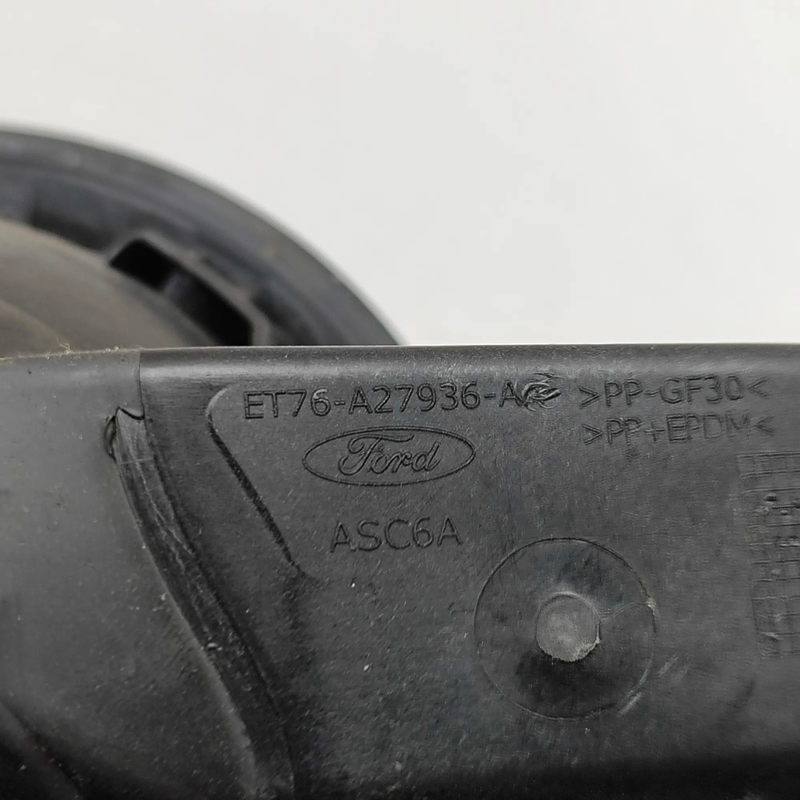 ET76-A27936-A
>PP-GF30<
>PP+EPDM<
Ford
ASC6A